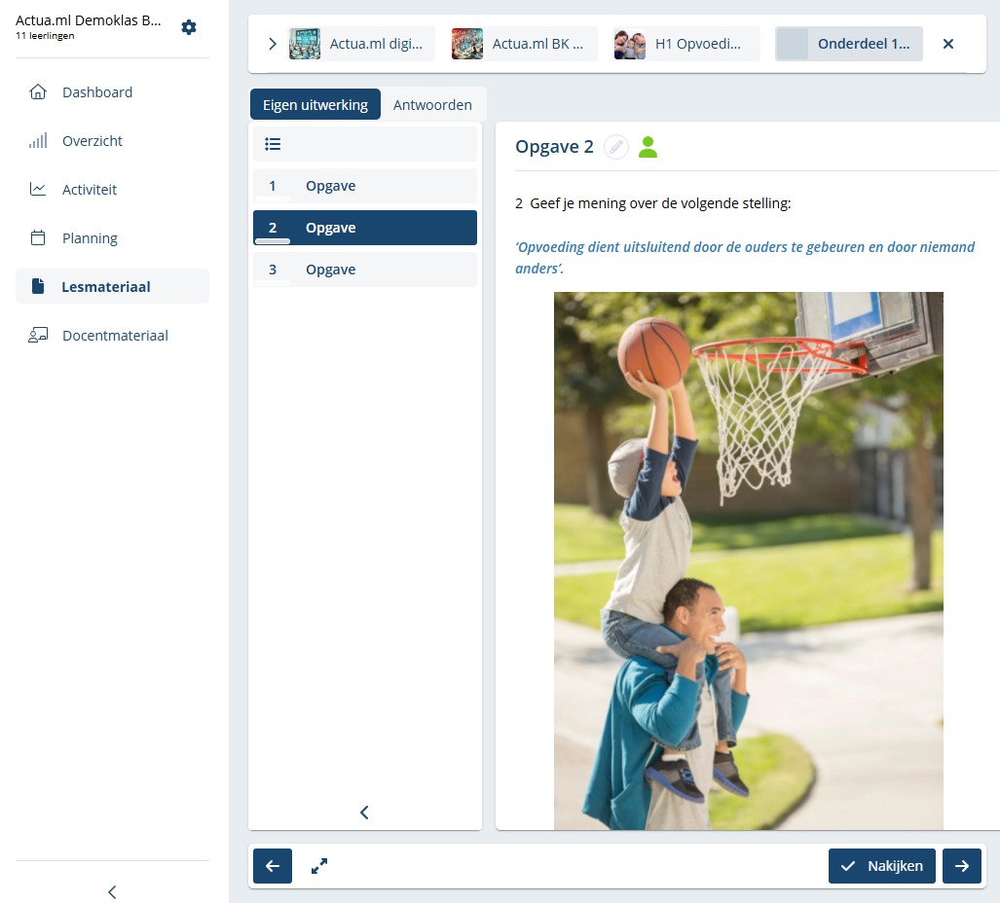 Actua.ml Demoklas B...
11 leerlingen
Dashboard
Overzicht
Activiteit
Planning
Lesmateriaal
Docentmateriaal
Actua.ml digi...
Actua.ml BK ...
H1 Opvoedi...
Onderdeel 1...
Eigen uitwerking
Antwoorden
1 Opgave
2 Opgave
3 Opgave
Opgave 2
2 Geef je mening over de volgende stelling:
‘Opvoeding dient uitsluitend door de ouders te gebeuren en door niemand
anders’.
Nakijken